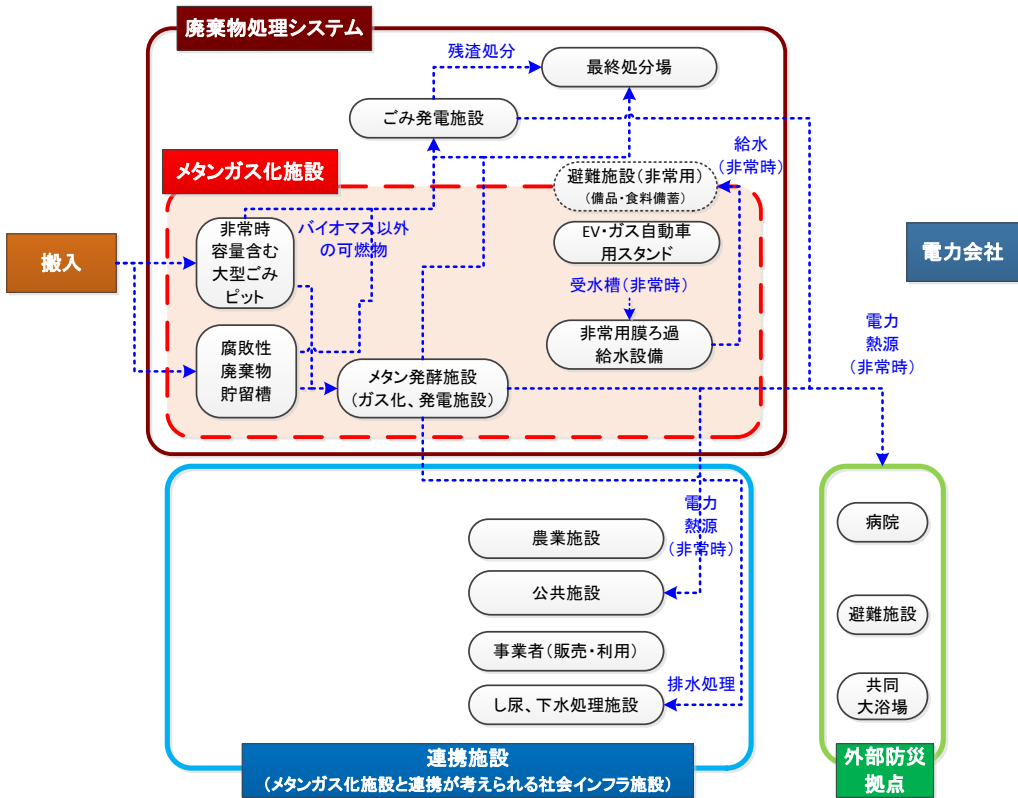 廃棄物処理システム
残渣処分
最終処分場
ごみ発電施設
給水
（非常時）
メタンガス化施設
避難施設（非常用）
（備品・食料備蓄）
非常時
容量含む
大型ごみ
ピット
バイオマス以外
の可燃物
EV・ガス自動車
用スタンド
搬入
電力会社
受水槽（非常時）
電力
熱源
（非常時）
非常用膜ろ過
給水設備
腐敗性
廃棄物
貯留槽
メタン発酵施設
（ガス化、発電施設）
電力
熱源
（非常時）
農業施設
公共施設
事業者（販売・利用）
排水処理
し尿、下水処理施設
病院
避難施設
共同
大浴場
連携施設
（メタンガス化施設と連携が考えられる社会インフラ施設）
外部防災
拠点